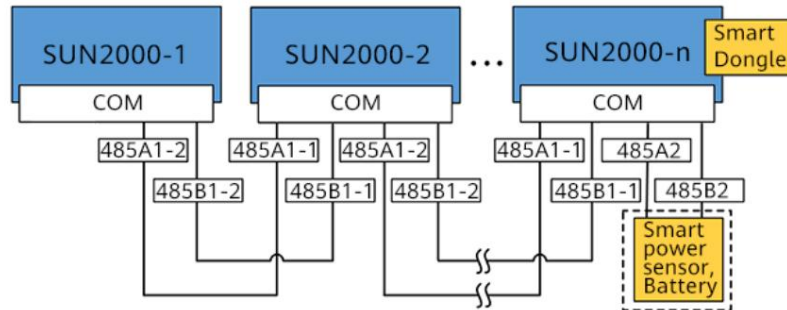 SUN2000-1
SUN2000-2
...
SUN2000-n
Smart
Dongle
COM
COM
COM
485A1-2
485A1-1
485A1-2
485A1-1
485A2
485B1-2
485B1-1
485B1-2
485B1-1
485B2
Smart
power
sensor,
Battery